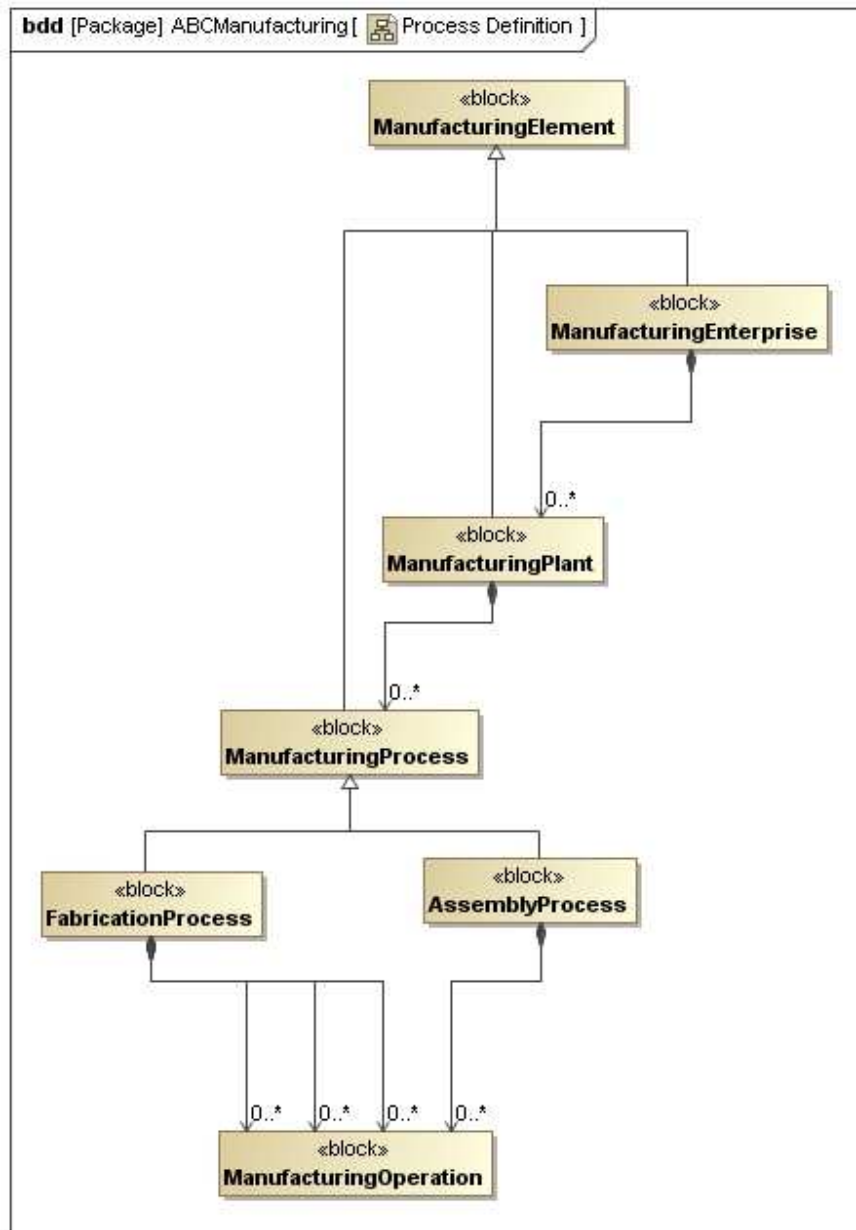 bdd [Package] ABCManufacturing [ Process Definition ]
«block»
ManufacturingElement
«block»
ManufacturingEnterprise
0..*
«block»
ManufacturingPlant
0..*
«block»
ManufacturingProcess
«block»
FabricationProcess
«block»
AssemblyProcess
0..* 0..* 0..* 0..*
«block»
ManufacturingOperation